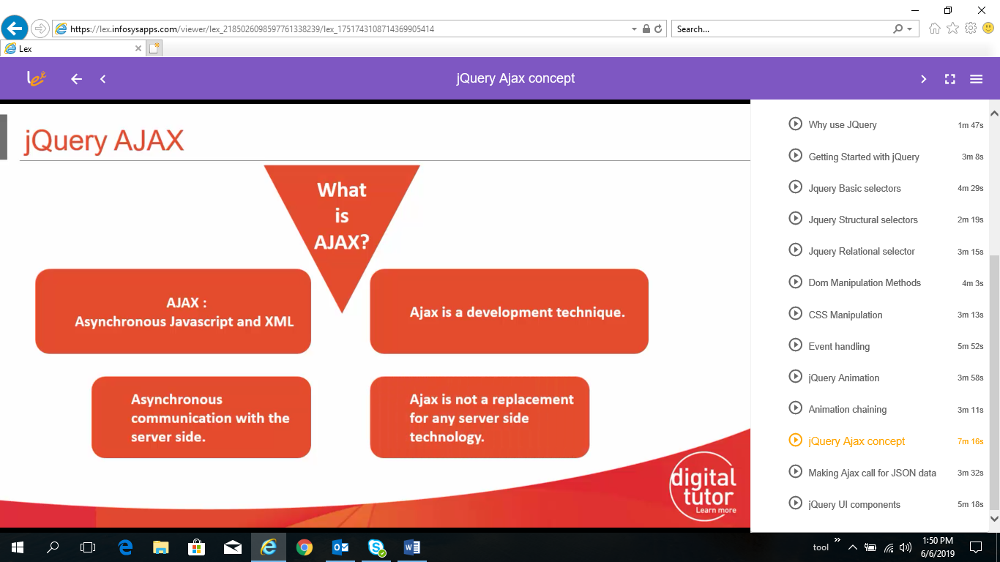 https://lex.infosysapps.com/viewer/lex_2185026098597761338239/lex_1751743108714369905414
Search...
Lex
lex
jQuery Ajax concept
jQuery AJAX
What
is
AJAX?
AJAX :
Asynchronous Javascript and XML
Ajax is a development technique.
Asynchronous
communication with the
server side.
Ajax is not a replacement
for any server side
technology.
digital
tutor
Learn more
Why use JQuery 1m 47s
Getting Started with jQuery 3m 8s
Jquery Basic selectors 4m 29s
Jquery Structural selectors 2m 19s
Jquery Relational selector 3m 15s
Dom Manipulation Methods 4m 3s
CSS Manipulation 3m 13s
Event handling 5m 52s
jQuery Animation 3m 58s
Animation chaining 3m 11s
jQuery Ajax concept 7m 16s
Making Ajax call for JSON data 3m 32s
jQuery UI components 5m 18s
tool
1:50 PM
6/6/2019